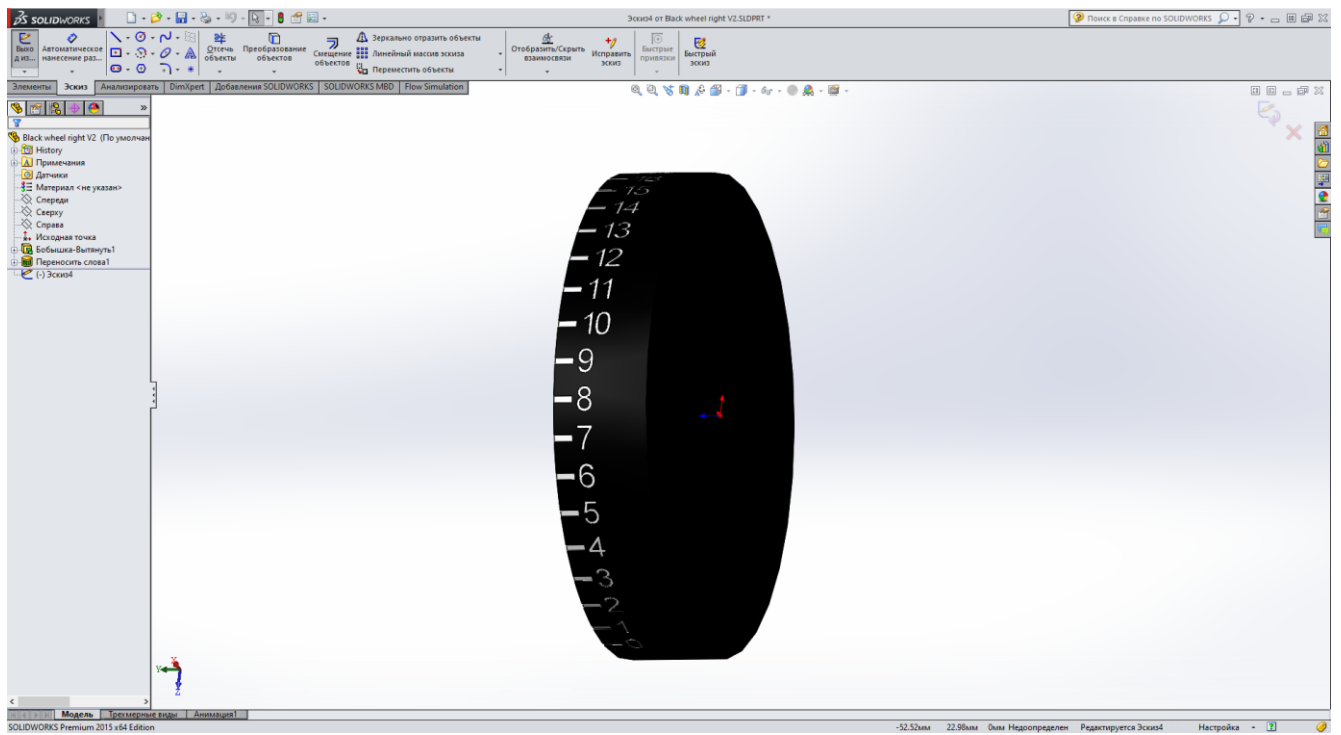 SOLIDWORKS
Эскиз4 от Black wheel right V2.SLDPRT *
Поиск в Справке по SOLIDWORKS
Выхо д из...
Автоматическое нанесение раз...
Отсечь объекты
Преобразование объектов
Смещение объектов
Зеркально отразить объекты
Линейный массив эскиза
Переместить объекты
Отобразить/Скрыть взаимосвязи
Исправить эскиз
Быстрые привязки
Быстрый эскиз
Элементы Эскиз Анализировать DimXpert Добавления SOLIDWORKS SOLIDWORKS MBD Flow Simulation
Black wheel right V2 (По умолчан
History
Примечания
Датчики
Материал <не указан>
Спереди
Сверху
Справа
Исходная точка
Бобышка-Вытянуть1
Переносить слова1
(-) Эскиз4
16
15
14
13
12
11
10
9
8
7
6
5
4
3
2
1
0
Y
X
Z
Модель Трехмерные виды Анимация1
SOLIDWORKS Premium 2015 x64 Edition
-52.52мм 22.98мм 0мм Недоопределен Редактируется Эскиз4 Настройка